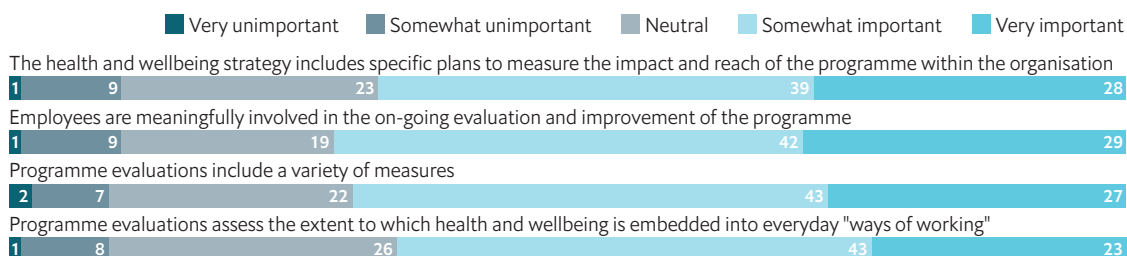 Very unimportant Somewhat unimportant Neutral Somewhat important Very important
The health and wellbeing strategy includes specific plans to measure the impact and reach of the programme within the organisation
1 9 23 39 28
Employees are meaningfully involved in the on-going evaluation and improvement of the programme
1 9 19 42 29
Programme evaluations include a variety of measures
2 7 22 43 27
Programme evaluations assess the extent to which health and wellbeing is embedded into everyday "ways of working"
1 8 26 43 23